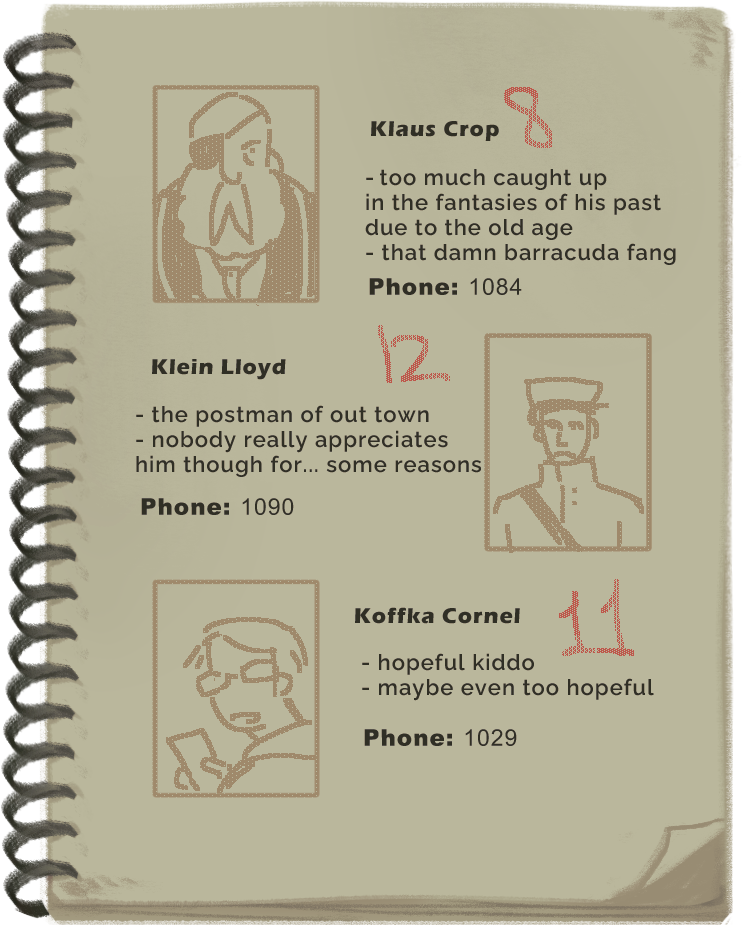 Klaus Crop 8
- too much caught up
in the fantasies of his past
due to the old age
- that damn barracuda fang
Phone: 1084
Klein Lloyd 12
- the postman of out town
- nobody really appreciates
him though for... some reasons
Phone: 1090
Koffka Cornel 11
- hopeful kiddo
- maybe even too hopeful
Phone: 1029